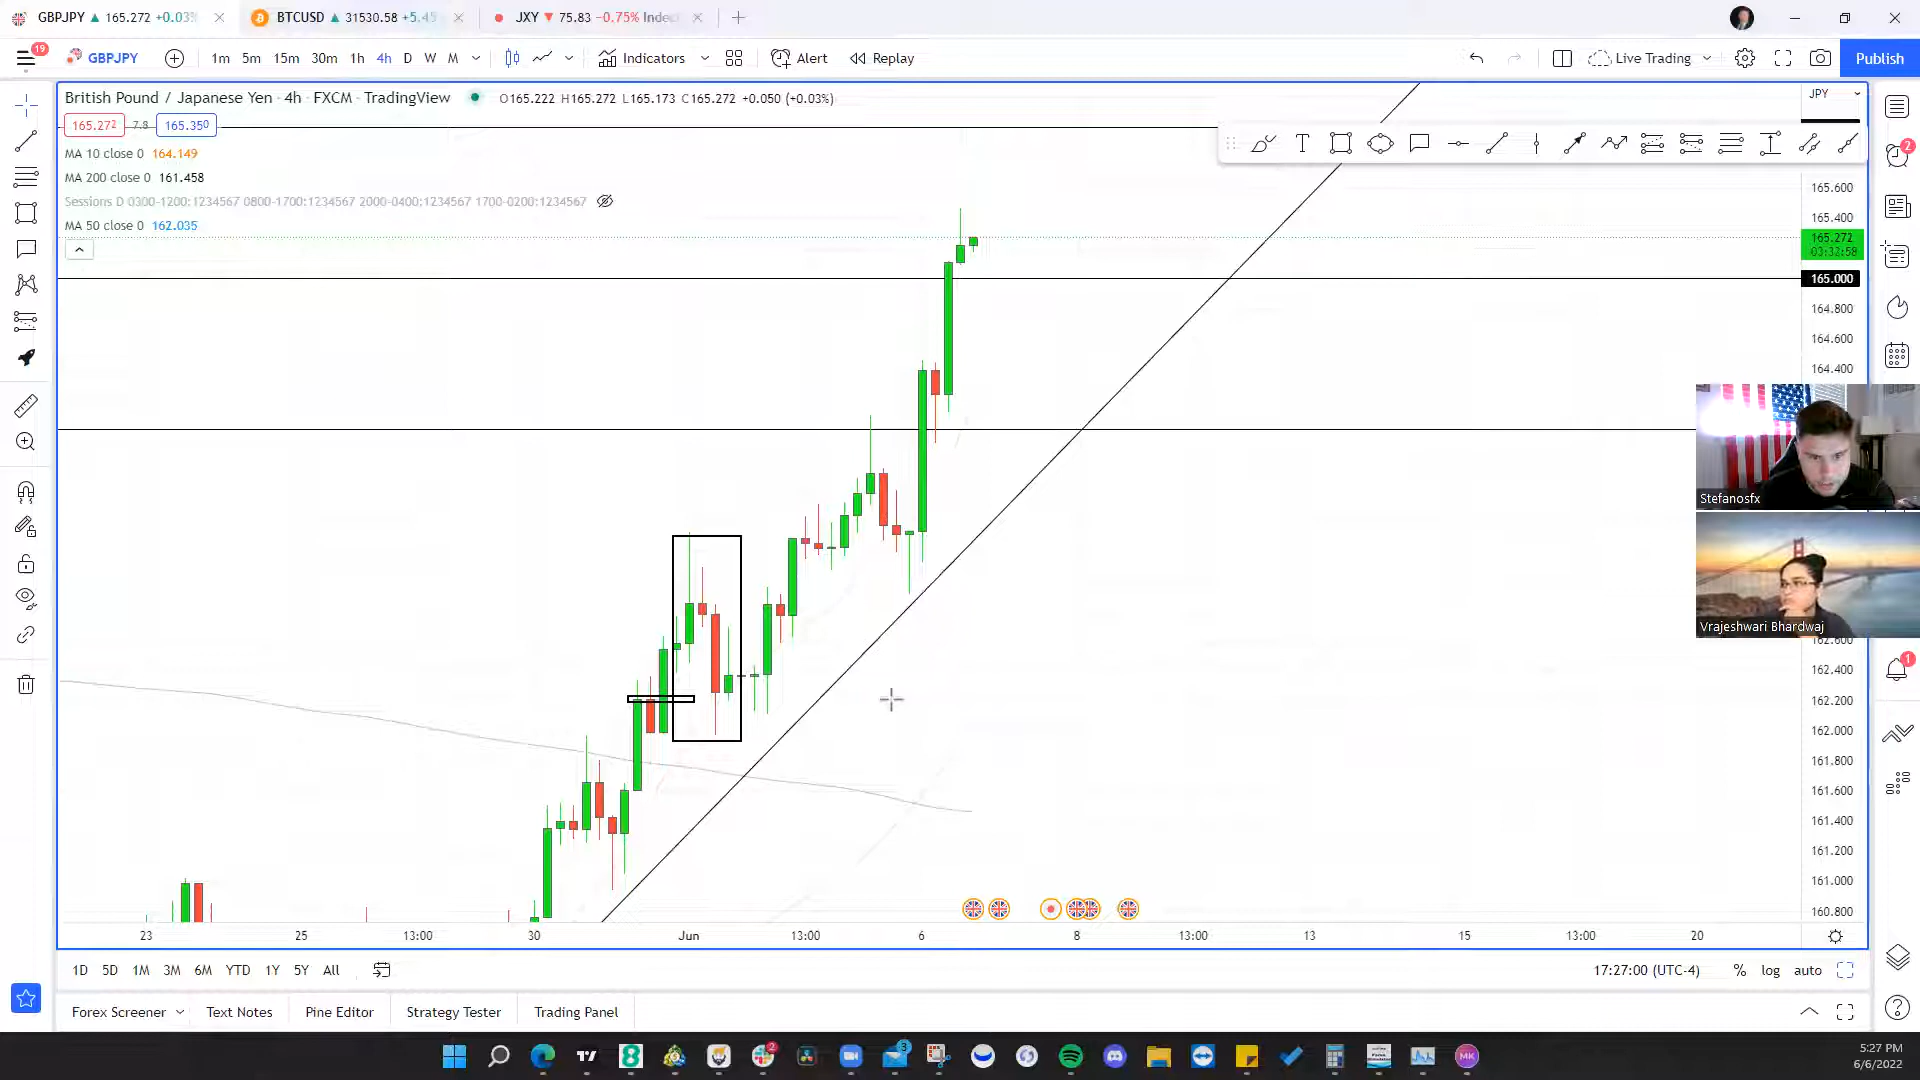 GBPJPY ▲ 165.272 +0.03%
BTCUSD ▲ 31530.58 +5.45
JXY ▼ 75.83 −0.75% Index
19
GBPJPY
1m 5m 15m 30m 1h 4h D W M
Indicators
Alert
Replay
Live Trading
Publish
British Pound / Japanese Yen · 4h · FXCM · TradingView
O165.222 H165.272 L165.173 C165.272 +0.050 (+0.03%)
JPY
165.272 7.8 165.350
MA 10 close 0 164.149
MA 200 close 0 161.458
Sessions D 0300-1200:1234567 0800-1700:1234567 2000-0400:1234567 1700-0200:1234567
MA 50 close 0 162.035
2
165.600
165.400
165.272
03:32:58
165.000
164.800
164.600
164.400
Stefanosfx
Vrajeshwari Bhardwaj
162.600
162.400
162.200
162.000
161.800
161.600
161.400
161.200
161.000
160.800
1
23 25 13:00 30 Jun 13:00 6 8 13:00 13 15 13:00 20
1D 5D 1M 3M 6M YTD 1Y 5Y All
17:27:00 (UTC-4) % log auto
Forex Screener Text Notes Pine Editor Strategy Tester Trading Panel
2
3
MK
5:27 PM
6/6/2022